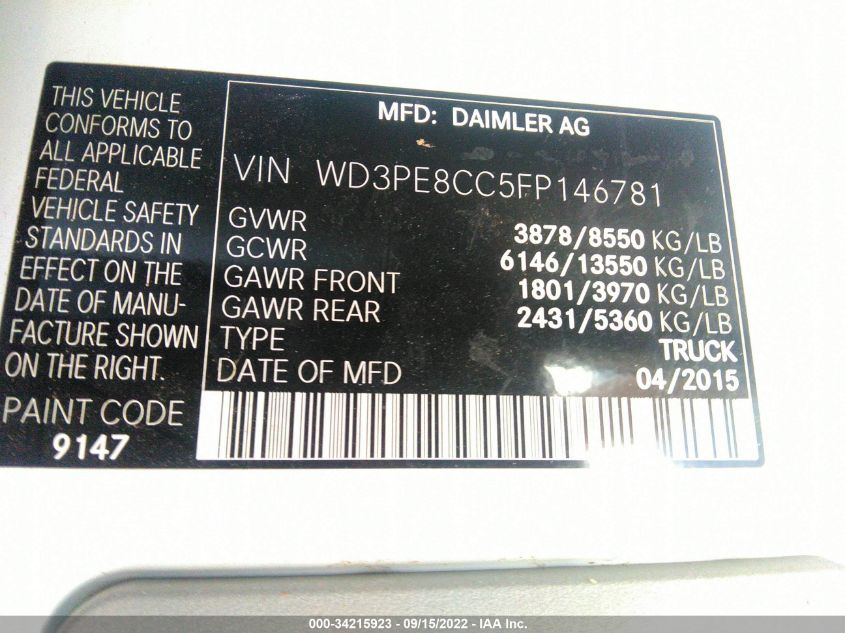 THIS VEHICLE
CONFORMS TO
ALL APPLICABLE
FEDERAL
VEHICLE SAFETY
STANDARDS IN
EFFECT ON THE
DATE OF MANU-
FACTURE SHOWN
ON THE RIGHT.
PAINT CODE
9147
MFD: DAIMLER AG
VIN WD3PE8CC5FP146781
GVWR 3878/8550 KG/LB
GCWR 6146/13550 KG/LB
GAWR FRONT 1801/3970 KG/LB
GAWR REAR 2431/5360 KG/LB
TYPE TRUCK
DATE OF MFD 04/2015
000-34215923 - 09/15/2022 - IAA Inc.